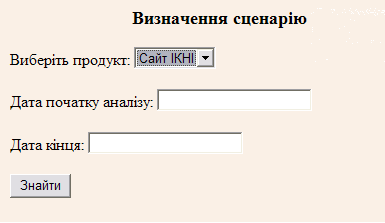 Визначення сценарію
Виберіть продукт: Сайт ІКНІ
Дата початку аналізу:
Дата кінця:
Знайти